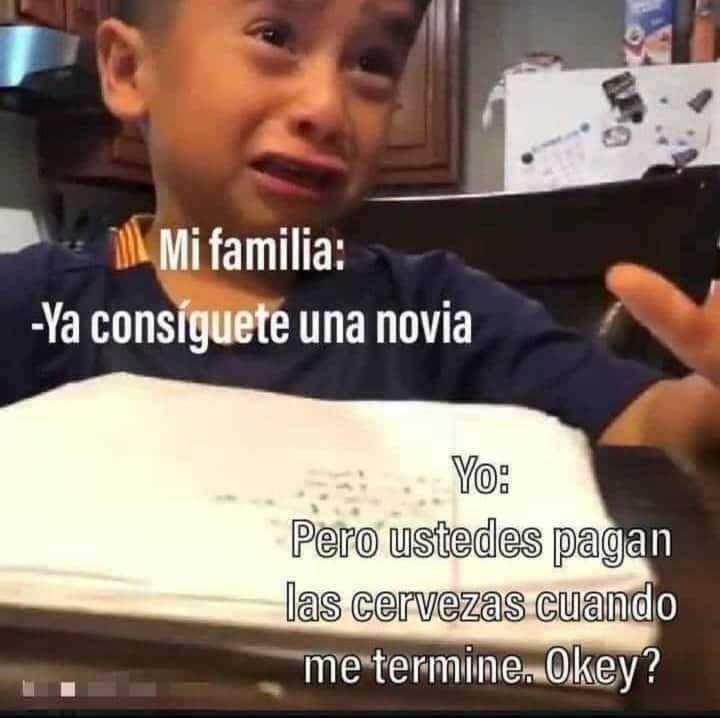 Mi familia:
-Ya consíguete una novia
Yo:
Pero ustedes pagan
las cervezas cuando
me termine. Okey?